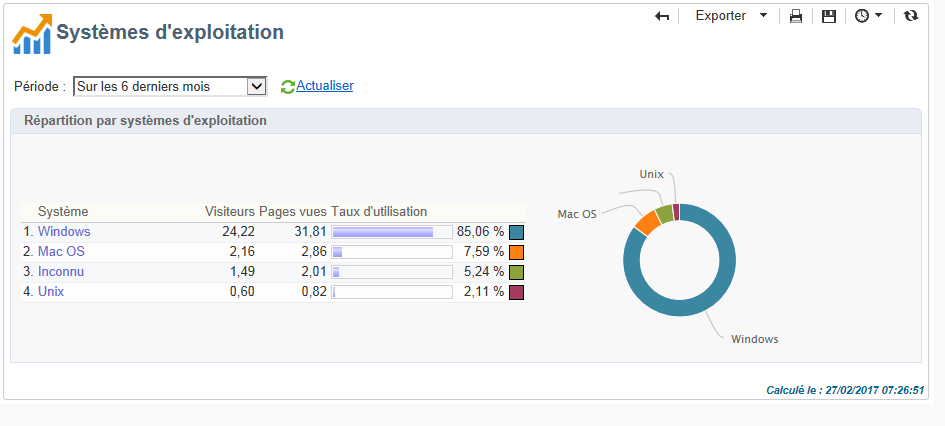 Exporter
Systèmes d'exploitation
Période : Sur les 6 derniers mois Actualiser
Répartition par systèmes d'exploitation
Système Visiteurs Pages vues Taux d'utilisation
1. Windows 24,22 31,81 85,06 %
2. Mac OS 2,16 2,86 7,59 %
3. Inconnu 1,49 2,01 5,24 %
4. Unix 0,60 0,82 2,11 %
Unix
Mac OS
Windows
Calculé le : 27/02/2017 07:26:51